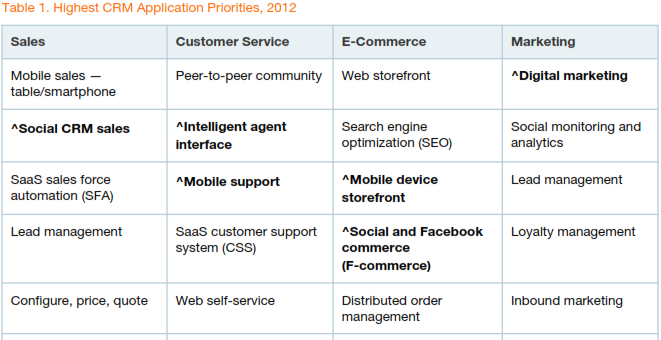 Table 1. Highest CRM Application Priorities, 2012
Sales Customer Service E-Commerce Marketing
Mobile sales — Peer-to-peer community Web storefront ^Digital marketing
table/smartphone
^Social CRM sales ^Intelligent agent Search engine Social monitoring and
interface optimization (SEO) analytics
SaaS sales force ^Mobile support ^Mobile device Lead management
automation (SFA) storefront
Lead management SaaS customer support ^Social and Facebook Loyalty management
system (CSS) commerce
(F-commerce)
Configure, price, quote Web self-service Distributed order Inbound marketing
management